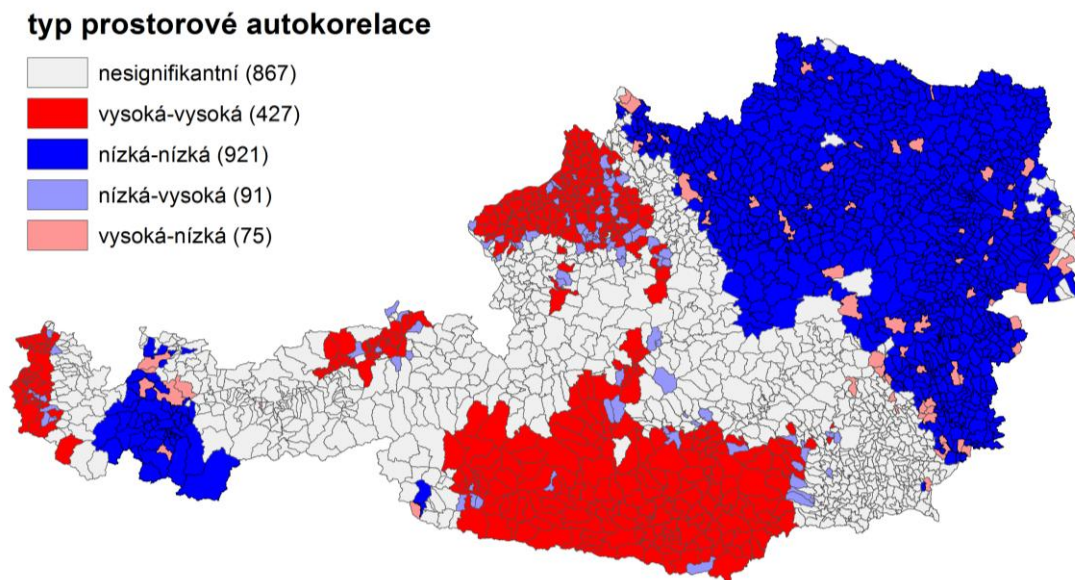 typ prostorové autokorelace
nesignifikantní (867)
vysoká-vysoká (427)
nízká-nízká (921)
nízká-vysoká (91)
vysoká-nízká (75)